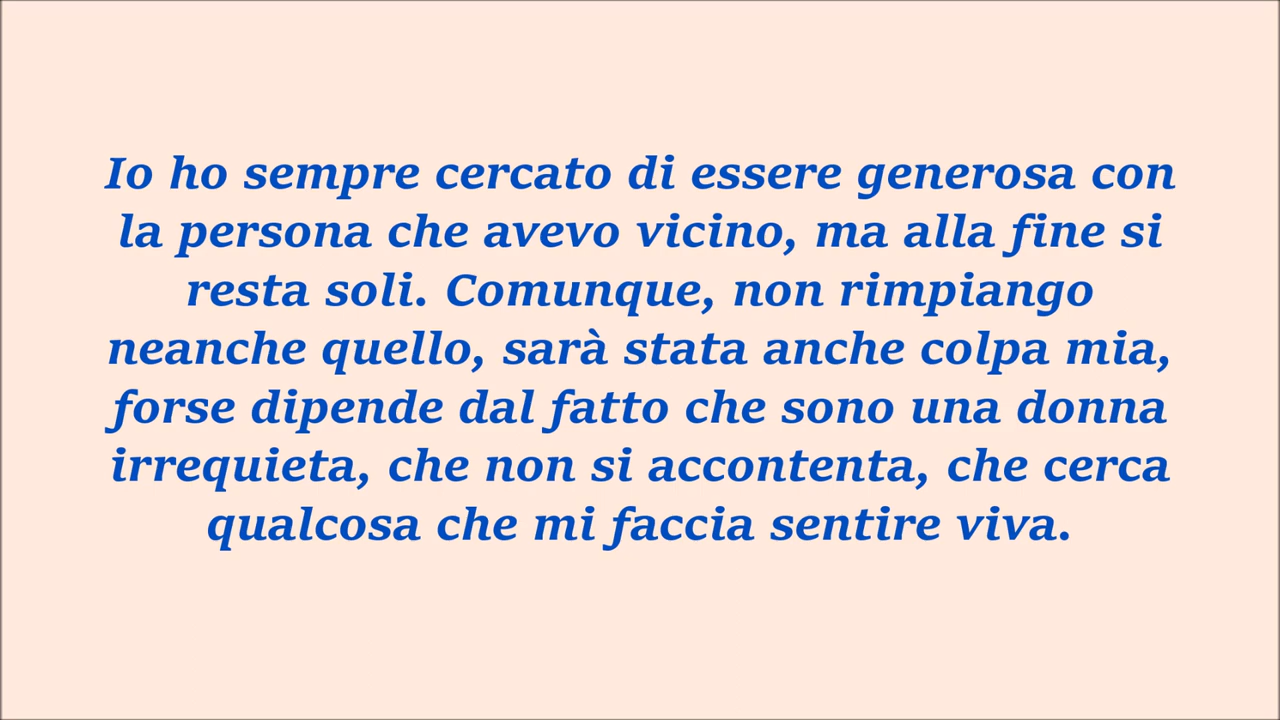 Io ho sempre cercato di essere generosa con
la persona che avevo vicino, ma alla fine si
resta soli. Comunque, non rimpiango
neanche quello, sarà stata anche colpa mia,
forse dipende dal fatto che sono una donna
irrequieta, che non si accontenta, che cerca
qualcosa che mi faccia sentire viva.